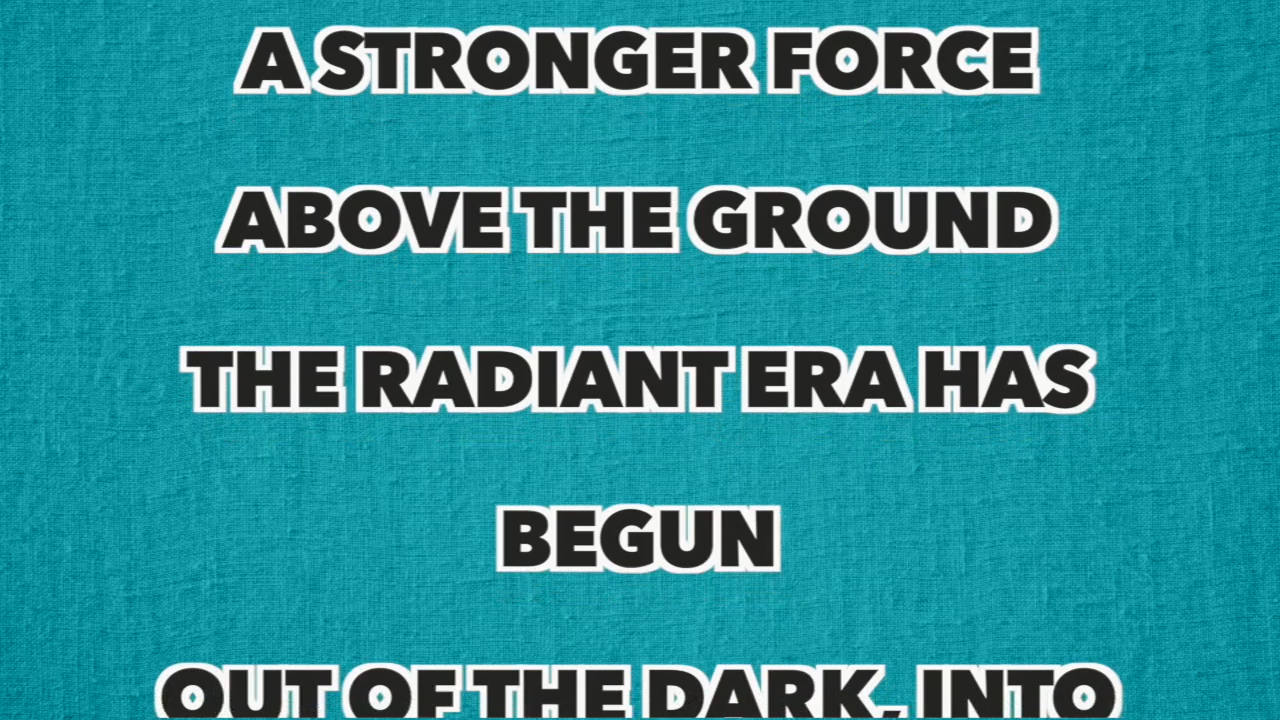 A STRONGER FORCE
ABOVE THE GROUND
THE RADIANT ERA HAS
BEGUN
OUT OF THE DARK, INTO